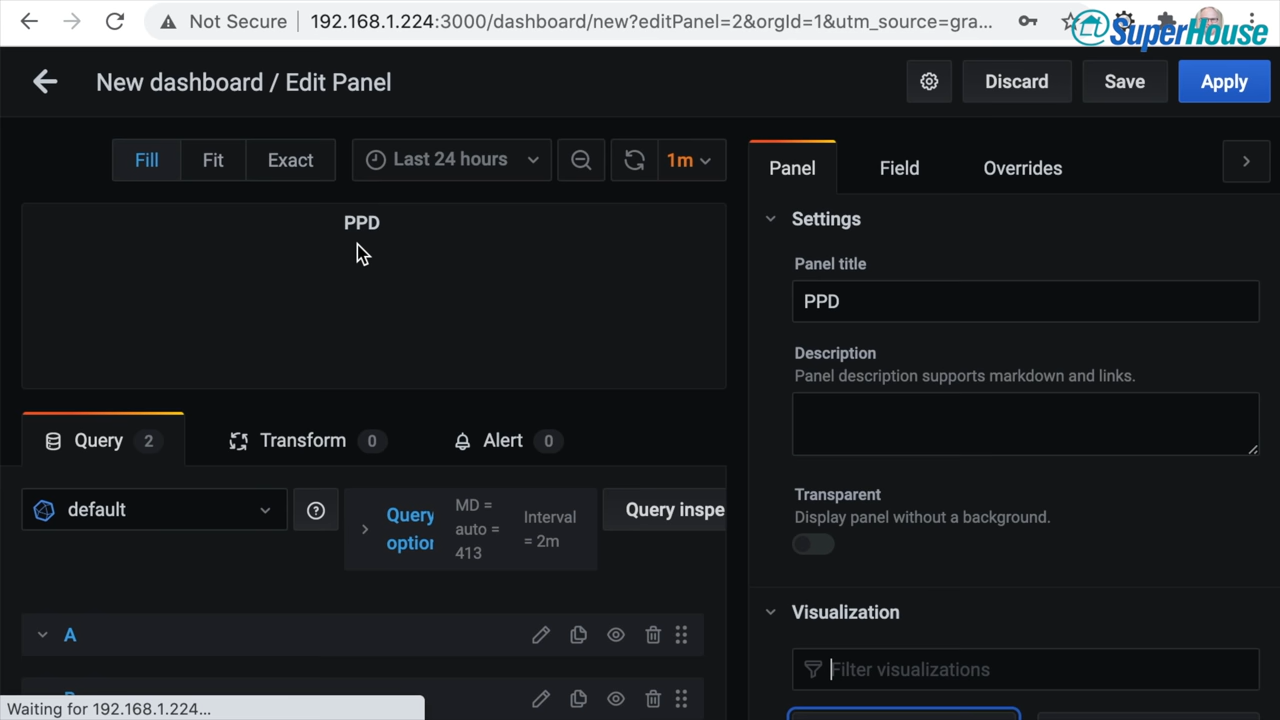 Not Secure 192.168.1.224:3000/dashboard/new?editPanel=2&orgId=1&utm_source=gra...
SuperHouse
New dashboard / Edit Panel
Discard
Save
Apply
Fill
Fit
Exact
Last 24 hours
1m
PPD
Query 2
Transform 0
Alert 0
default
Query
option
MD =
auto =
413
Interval
= 2m
Query inspe
A
Waiting for 192.168.1.224...
Panel
Field
Overrides
Settings
Panel title
PPD
Description
Panel description supports markdown and links.
Transparent
Display panel without a background.
Visualization
Filter visualizations